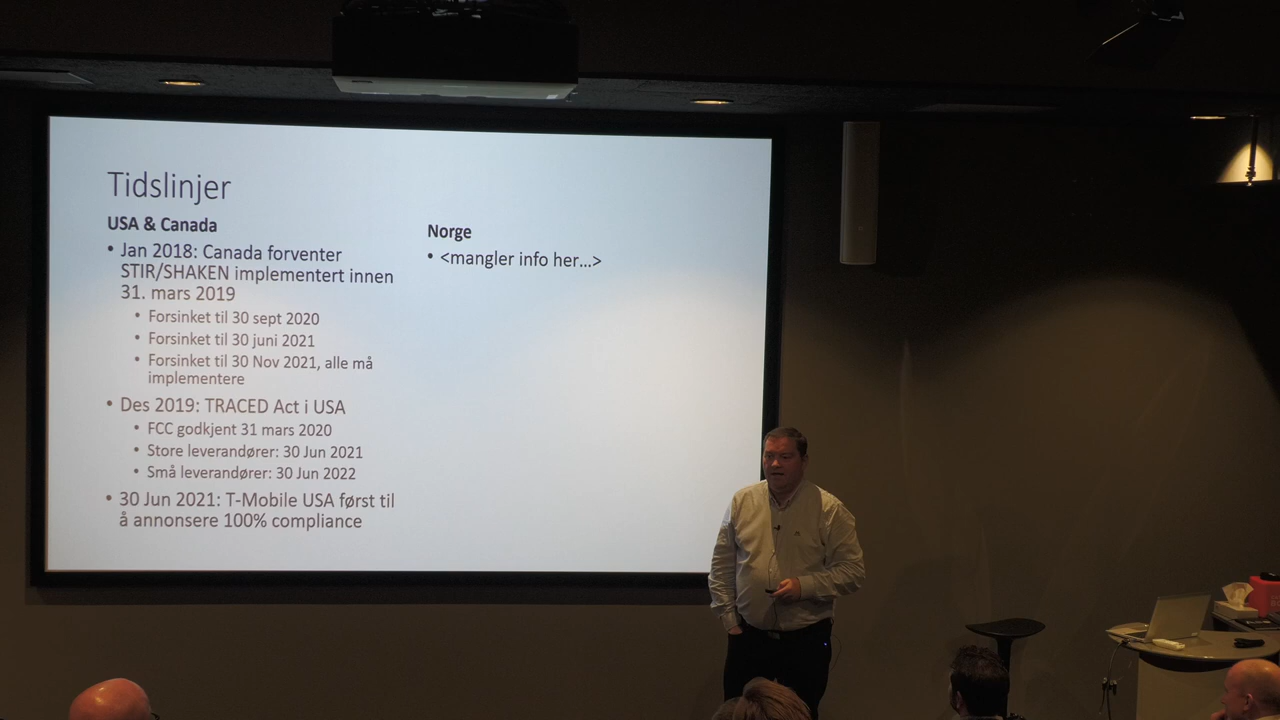 Tidslinjer
USA & Canada
• Jan 2018: Canada forventer
STIR/SHAKEN implementert innen
31. mars 2019
• Forsinket til 30 sept 2020
• Forsinket til 30 juni 2021
• Forsinket til 30 Nov 2021, alle må
implementere
• Des 2019: TRACED Act i USA
• FCC godkjent 31 mars 2020
• Store leverandører: 30 Jun 2021
• Små leverandører: 30 Jun 2022
• 30 Jun 2021: T-Mobile USA først til
å annonsere 100% compliance
Norge
• <mangler info her...>